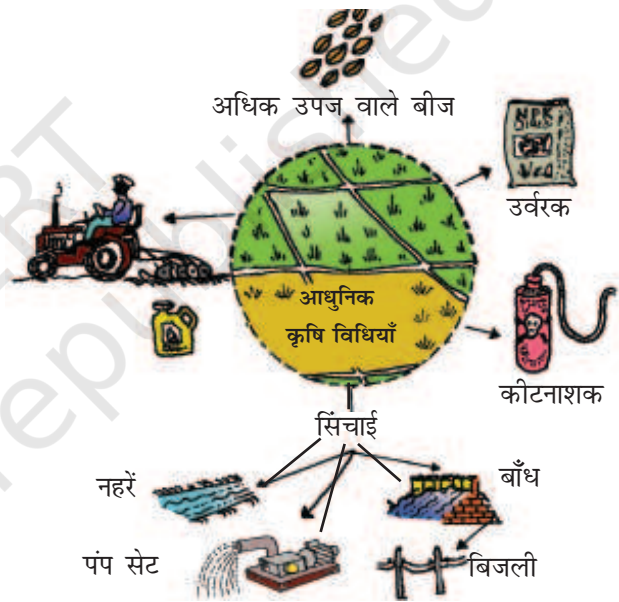 अधिक उपज वाले बीज
N.P.K
उर्वरक
आधुनिक
कृषि विधियाँ
कीटनाशक
सिंचाई
नहरें
बाँध
पंप सेट
बिजली